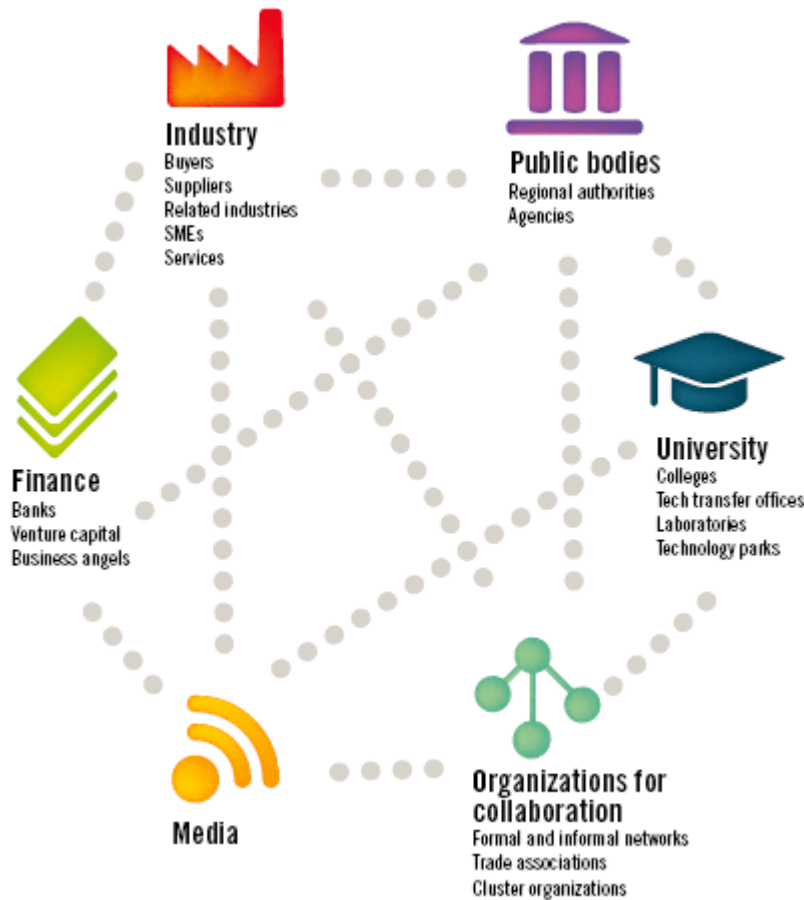 Industry
Buyers
Suppliers
Related industries
SMEs
Services
Public bodies
Regional authorities
Agencies
Finance
Banks
Venture capital
Business angels
University
Colleges
Tech transfer offices
Laboratories
Technology parks
Media
Organizations for
collaboration
Formal and informal networks
Trade associations
Cluster organizations